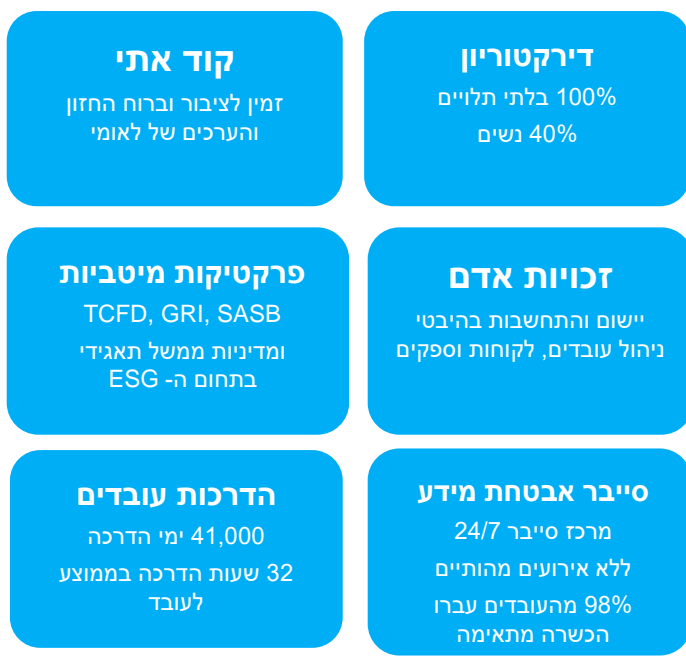 דירקטוריון
100% בלתי תלויים
40% נשים
קוד אתי
זמין לציבור וברוח החזון
והערכים של לאומי
זכויות אדם
יישום והתחשבות בהיבטי
ניהול עובדים, לקוחות וספקים
פרקטיקות מיטביות
TCFD, GRI, SASB
ומדיניות ממשל תאגידי
בתחום ה- ESG
סייבר אבטחת מידע
מרכז סייבר 24/7
ללא אירועים מהותיים
98% מהעובדים עברו
הכשרה מתאימה
הדרכות עובדים
41,000 ימי הדרכה
32 שעות הדרכה בממוצע
לעובד